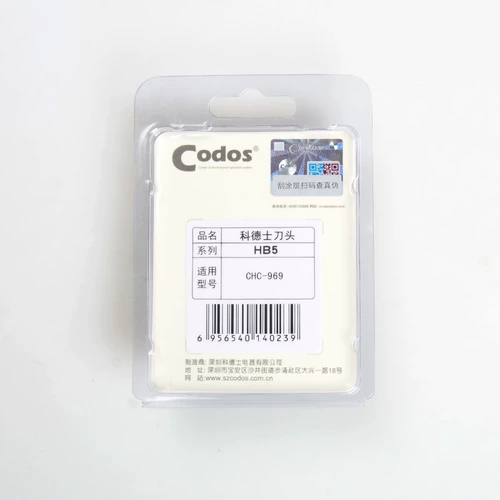 Codos®
刮涂层扫码查真伪
品名 科德士刀头
系列 HB5
适用型号 CHC-969
6 956540 140239
制造商: 深圳科德士电器有限公司
地 址: 深圳市宝安区沙井街道步涌社区大兴一路18号
网 站: www.szcodos.com.cn